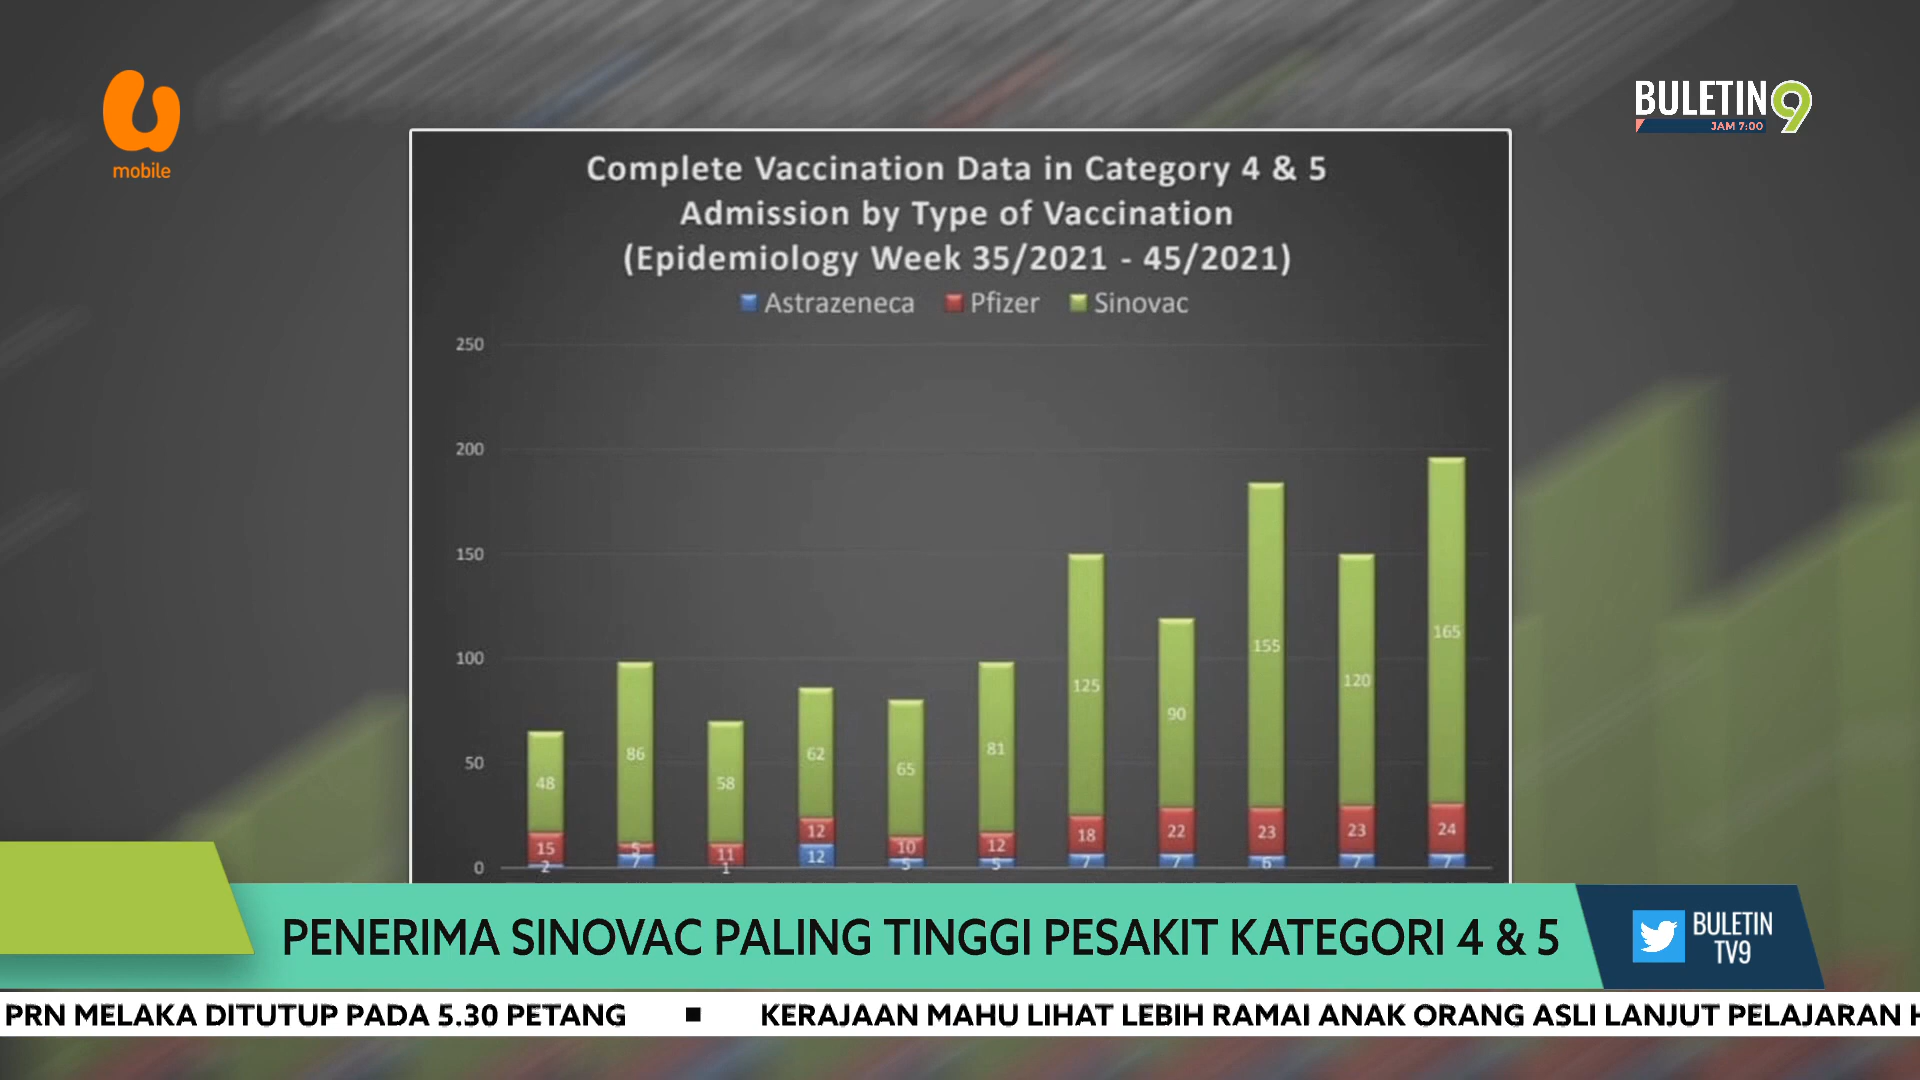 mobile
BULETIN 9
JAM 7:00
Complete Vaccination Data in Category 4 & 5
Admission by Type of Vaccination
(Epidemiology Week 35/2021 - 45/2021)
Astrazeneca Pfizer Sinovac
250
200
150
100
50
0
48 86 58 62 65 81 125 90 155 120 165
15 5 11 12 10 12 18 22 23 23 24
2 7 1 12 5 5 7 7 6 7 7
PENERIMA SINOVAC PALING TINGGI PESAKIT KATEGORI 4 & 5
BULETIN
TV9
PRN MELAKA DITUTUP PADA 5.30 PETANG ■ KERAJAAN MAHU LIHAT LEBIH RAMAI ANAK ORANG ASLI LANJUT PELAJARAN